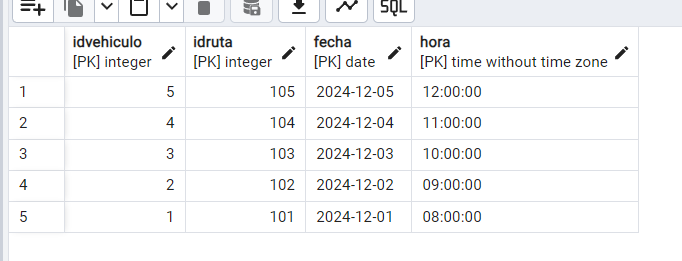 SQL
idvehiculo idruta fecha hora
[PK] integer [PK] integer [PK] date [PK] time without time zone
1 5 105 2024-12-05 12:00:00
2 4 104 2024-12-04 11:00:00
3 3 103 2024-12-03 10:00:00
4 2 102 2024-12-02 09:00:00
5 1 101 2024-12-01 08:00:00